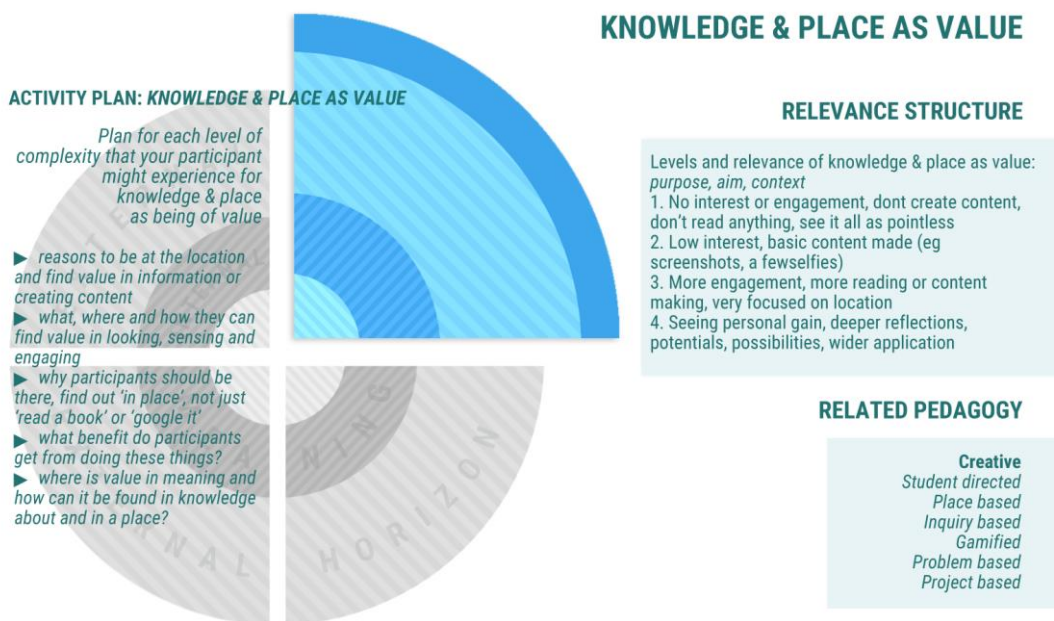 KNOWLEDGE & PLACE AS VALUE
ACTIVITY PLAN: KNOWLEDGE & PLACE AS VALUE
Plan for each level of
complexity that your participant
might experience for
knowledge & place
as being of value
▶ reasons to be at the location
and find value in information or
creating content
▶ what, where and how they can
find value in looking, sensing and
engaging
▶ why participants should be
there, find out ‘in place’, not just
‘read a book’ or ‘google it’
▶ what benefit do participants
get from doing these things?
▶ where is value in meaning and
how can it be found in knowledge
about and in a place?
RELEVANCE STRUCTURE
Levels and relevance of knowledge & place as value:
purpose, aim, context
1. No interest or engagement, dont create content,
don’t read anything, see it all as pointless
2. Low interest, basic content made (eg
screenshots, a fewselfies)
3. More engagement, more reading or content
making, very focused on location
4. Seeing personal gain, deeper reflections,
potentials, possibilities, wider application
RELATED PEDAGOGY
Creative
Student directed
Place based
Inquiry based
Gamified
Problem based
Project based
HORIZON